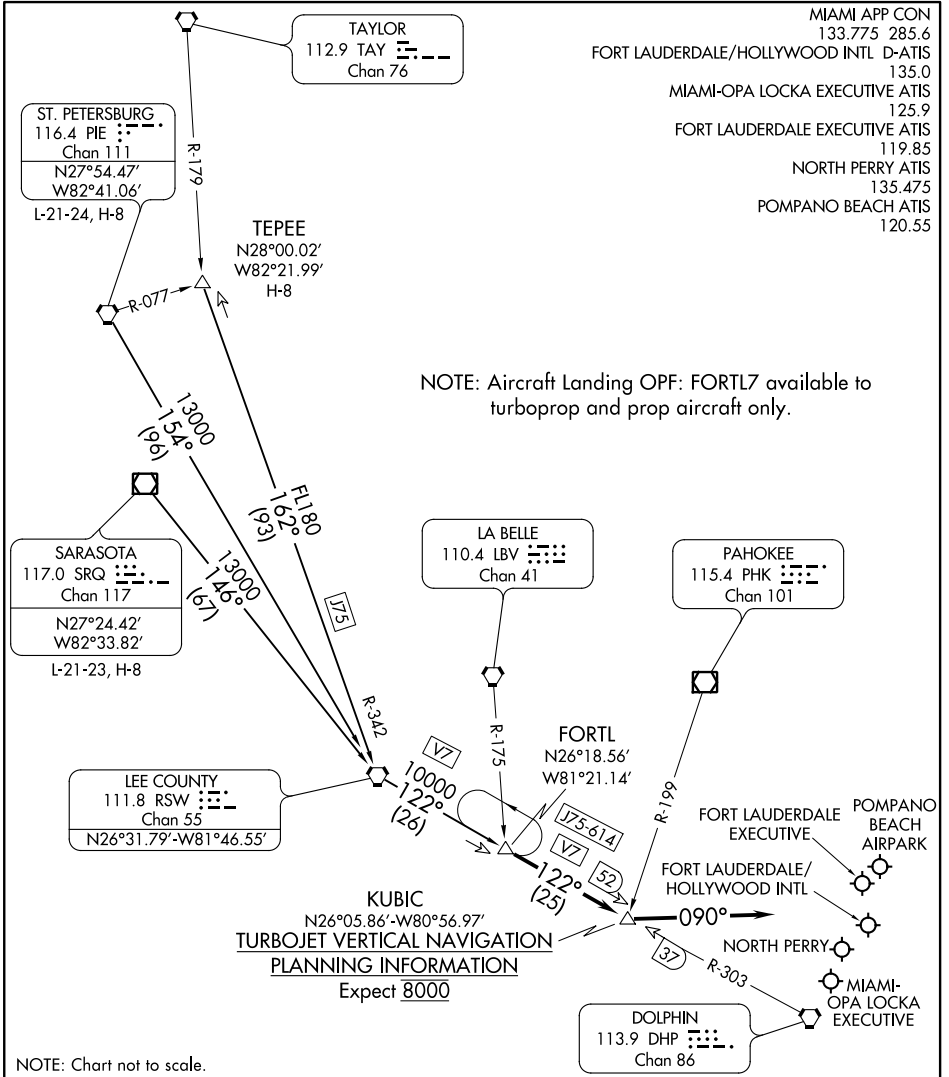 MIAMI APP CON
133.775 285.6
FORT LAUDERDALE/HOLLYWOOD INTL D-ATIS
135.0
MIAMI-OPA LOCKA EXECUTIVE ATIS
125.9
FORT LAUDERDALE EXECUTIVE ATIS
119.85
NORTH PERRY ATIS
135.475
POMPANO BEACH ATIS
120.55
TAYLOR
112.9 TAY
Chan 76
ST. PETERSBURG
116.4 PIE
Chan 111
N27°54.47'
W82°41.06'
L-21-24, H-8
R-179
TEPEE
N28°00.02'
W82°21.99'
H-8
R-077
NOTE: Aircraft Landing OPF: FORTL7 available to
turboprop and prop aircraft only.
13000
154°
(96)
FL180
162°
(93)
J75
R-342
SARASOTA
117.0 SRQ
Chan 117
N27°24.42'
W82°33.82'
L-21-23, H-8
13000
146°
(67)
LA BELLE
110.4 LBV
Chan 41
R-175
PAHOKEE
115.4 PHK
Chan 101
R-199
LEE COUNTY
111.8 RSW
Chan 55
N26°31.79'-W81°46.55'
V7
10000
122°
(26)
FORTL
N26°18.56'
W81°21.14'
J75-614
V7
52
122°
(25)
KUBIC
N26°05.86'-W80°56.97'
TURBOJET VERTICAL NAVIGATION
PLANNING INFORMATION
Expect 8000
090°
FORT LAUDERDALE
EXECUTIVE
POMPANO
BEACH
AIRPARK
FORT LAUDERDALE/
HOLLYWOOD INTL
NORTH PERRY
MIAMI-
OPA LOCKA
EXECUTIVE
37
R-303
DOLPHIN
113.9 DHP
Chan 86
NOTE: Chart not to scale.